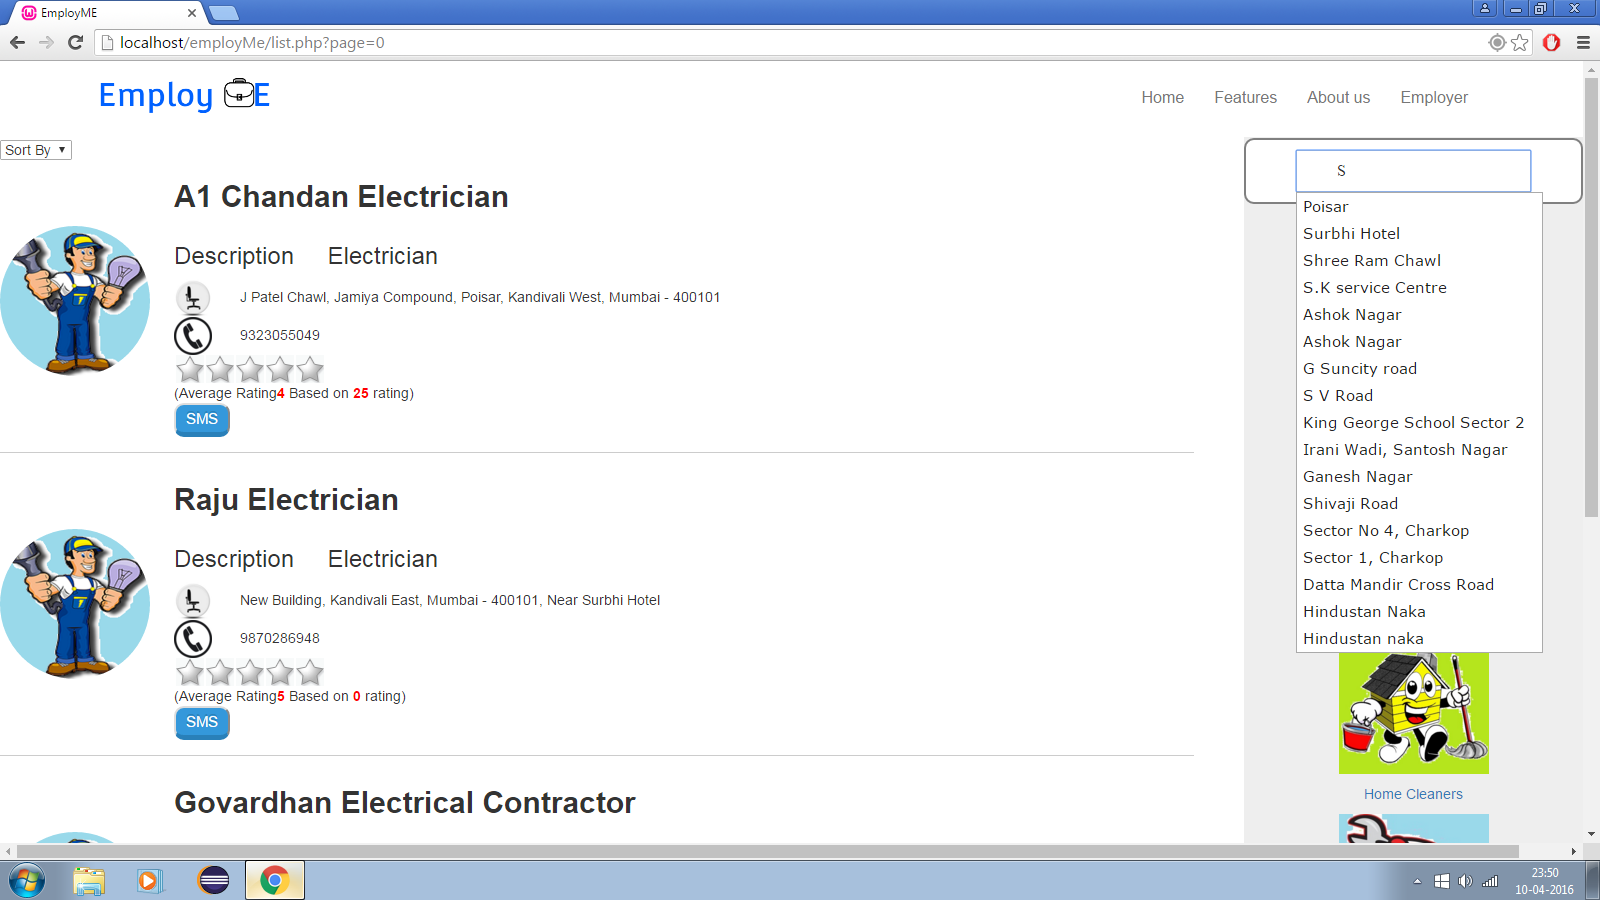 EmployME
localhost/employMe/list.php?page=0
Employ E
Home Features About us Employer
Sort By
S
Poisar
Surbhi Hotel
Shree Ram Chawl
S.K service Centre
Ashok Nagar
Ashok Nagar
G Suncity road
S V Road
King George School Sector 2
Irani Wadi, Santosh Nagar
Ganesh Nagar
Shivaji Road
Sector No 4, Charkop
Sector 1, Charkop
Datta Mandir Cross Road
Hindustan Naka
Hindustan naka
Home Cleaners
A1 Chandan Electrician
Description Electrician
J Patel Chawl, Jamiya Compound, Poisar, Kandivali West, Mumbai - 400101
9323055049
(Average Rating4 Based on 25 rating)
SMS
Raju Electrician
Description Electrician
New Building, Kandivali East, Mumbai - 400101, Near Surbhi Hotel
9870286948
(Average Rating5 Based on 0 rating)
SMS
Govardhan Electrical Contractor
23:50
10-04-2016